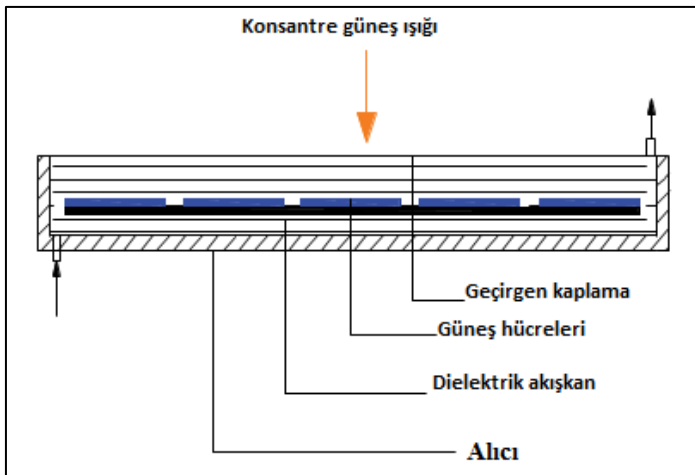 Konsantre güneş ışığı
Geçirgen kaplama
Güneş hücreleri
Dielektrik akışkan
Alıcı